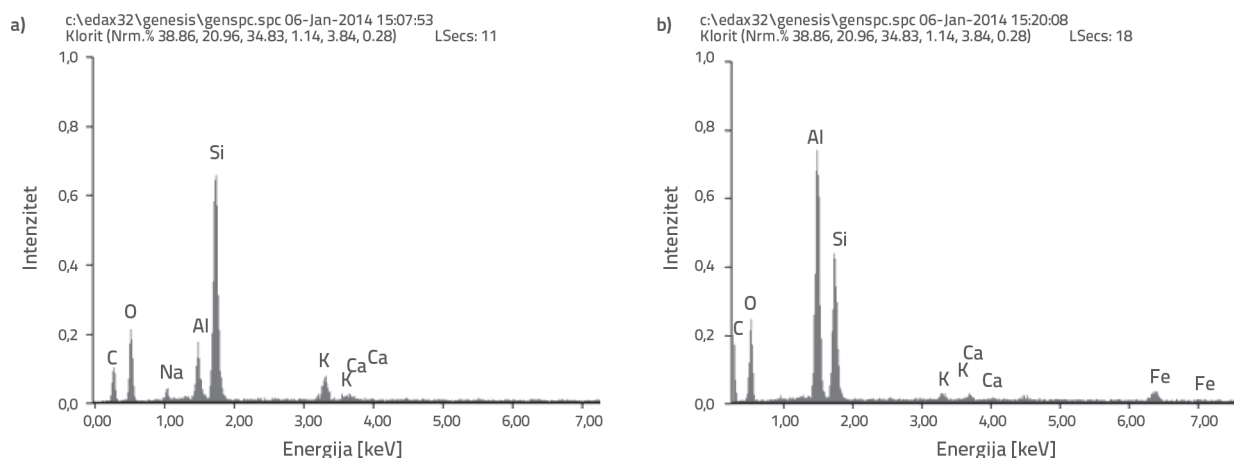 a)
c:\edax32\genesis\genspc.spc 06-Jan-2014 15:07:53
Klorit (Nrm.% 38.86, 20.96, 34.83, 1.14, 3.84, 0.28) LSecs: 11
1,0
0,8
0,6
0,4
0,2
0,0
Intenzitet
C
O
Na
Al
Si
K
K
Ca
Ca
0,00 1,00 2,00 3,00 4,00 5,00 6,00 7,00
Energija [keV]
b)
c:\edax32\genesis\genspc.spc 06-Jan-2014 15:20:08
Klorit (Nrm.% 38.86, 20.96, 34.83, 1.14, 3.84, 0.28) LSecs: 18
1,0
0,8
0,6
0,4
0,2
0,0
Intenzitet
C
O
Al
Si
K
K
Ca
Ca
Fe
Fe
1,00 2,00 3,00 4,00 5,00 6,00 7,00
Energija [keV]